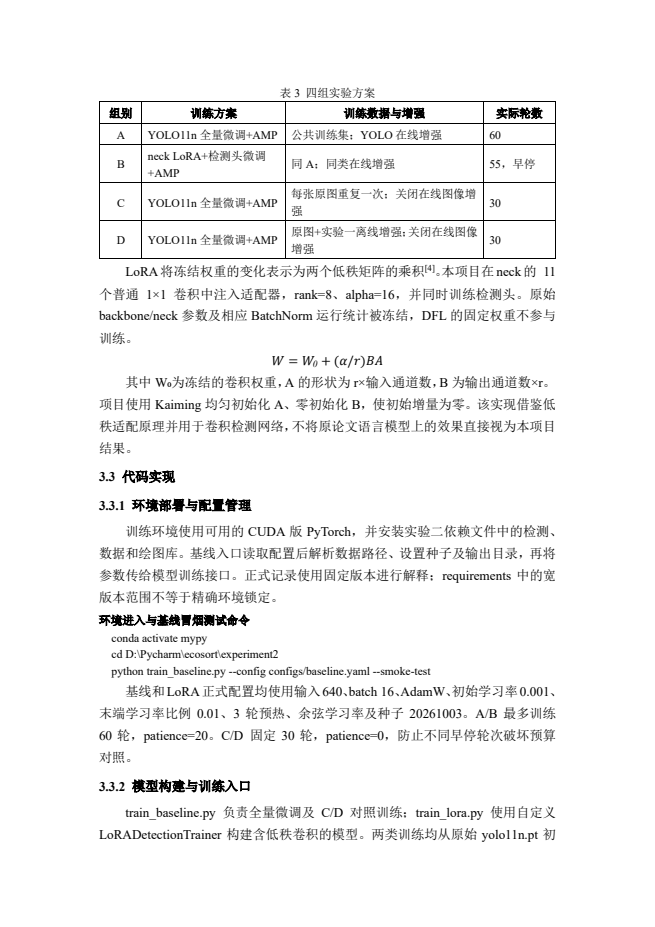 表 3 四组实验方案
组别 训练方案 训练数据与增强 实际轮数
A YOLO11n 全量微调+AMP 公共训练集；YOLO 在线增强 60
B neck LoRA+检测头微调 同 A；同类在线增强 55，早停
+AMP
C YOLO11n 全量微调+AMP 每张原图重复一次；关闭在线图像增 30
强
D YOLO11n 全量微调+AMP 原图+实验一离线增强；关闭在线图像 30
增强
LoRA 将冻结权重的变化表示为两个低秩矩阵的乘积[4]。本项目在 neck 的 11
个普通 1×1 卷积中注入适配器，rank=8、alpha=16，并同时训练检测头。原始
backbone/neck 参数及相应 BatchNorm 运行统计被冻结，DFL 的固定权重不参与
训练。
W = W₀ + (α/r)BA
其中 W₀为冻结的卷积权重，A 的形状为 r×输入通道数，B 为输出通道数×r。
项目使用 Kaiming 均匀初始化 A、零初始化 B，使初始增量为零。该实现借鉴低
秩适配原理并用于卷积检测网络，不将原论文语言模型上的效果直接视为本项目
结果。
3.3 代码实现
3.3.1 环境部署与配置管理
训练环境使用可用的 CUDA 版 PyTorch，并安装实验二依赖文件中的检测、
数据和绘图库。基线入口读取配置后解析数据路径、设置种子及输出目录，再将
参数传给模型训练接口。正式记录使用固定版本进行解释；requirements 中的宽
版本范围不等于精确环境锁定。
环境进入与基线冒烟测试命令
conda activate mypy
cd D:\Pycharm\ecosort\experiment2
python train_baseline.py --config configs/baseline.yaml --smoke-test
基线和 LoRA 正式配置均使用输入 640、batch 16、AdamW、初始学习率 0.001、
末端学习率比例 0.01、3 轮预热、余弦学习率及种子 20261003。A/B 最多训练
60 轮，patience=20。C/D 固定 30 轮，patience=0，防止不同早停轮次破坏预算
对照。
3.3.2 模型构建与训练入口
train_baseline.py 负责全量微调及 C/D 对照训练；train_lora.py 使用自定义
LoRADetectionTrainer 构建含低秩卷积的模型。两类训练均从原始 yolo11n.pt 初